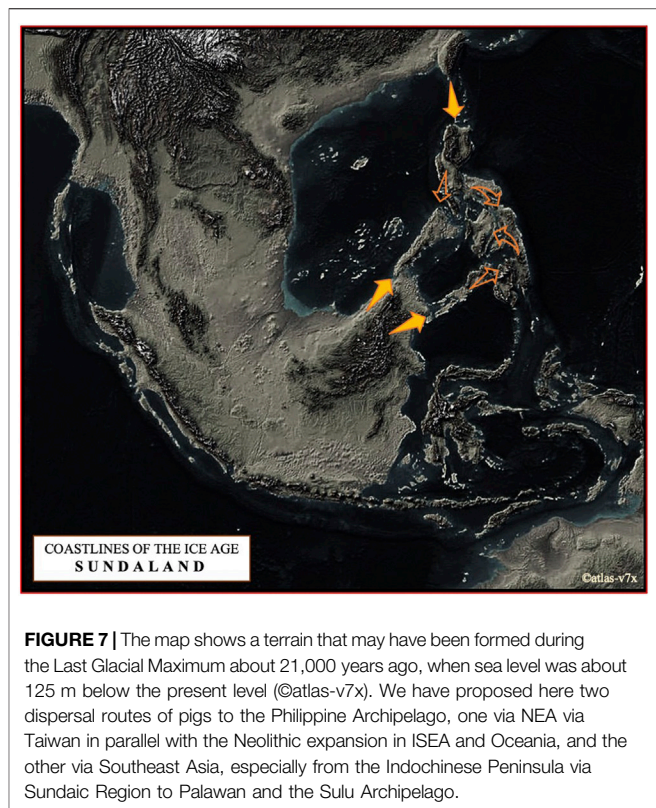 COASTLINES OF THE ICE AGE
SUNDALAND
©atlas-v7x
FIGURE 7 | The map shows a terrain that may have been formed during
the Last Glacial Maximum about 21,000 years ago, when sea level was about
125 m below the present level (©atlas-v7x). We have proposed here two
dispersal routes of pigs to the Philippine Archipelago, one via NEA via
Taiwan in parallel with the Neolithic expansion in ISEA and Oceania, and the
other via Southeast Asia, especially from the Indochinese Peninsula via
Sundaic Region to Palawan and the Sulu Archipelago.